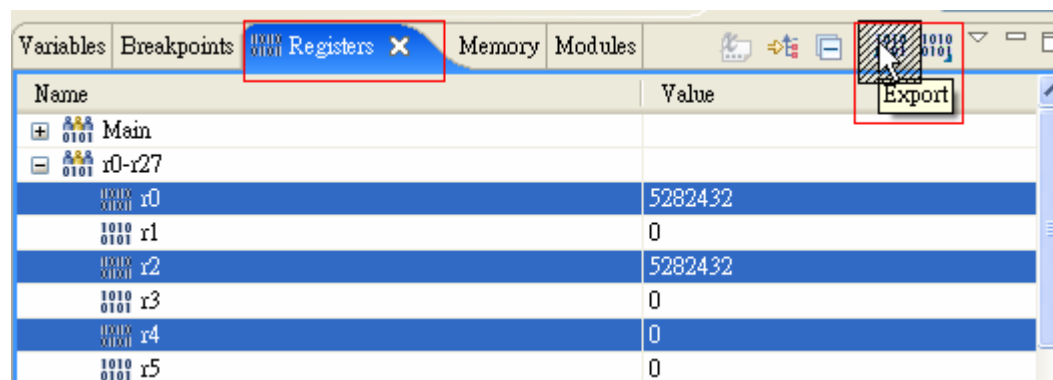 Variables Breakpoints Registers Memory Modules
Export
Name Value
Main
r0-r27
r0 5282432
r1 0
r2 5282432
r3 0
r4 0
r5 0